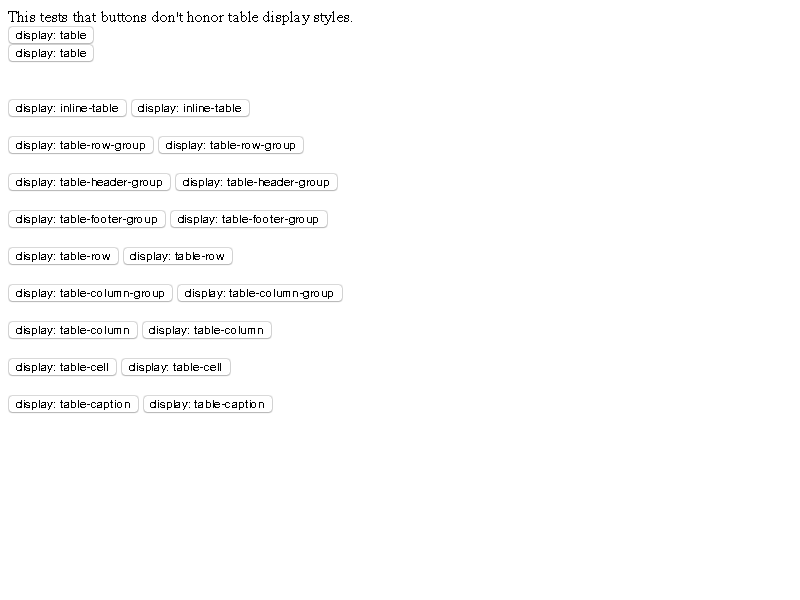 This tests that buttons don't honor table display styles.
display: table
display: table
display: inline-table display: inline-table
display: table-row-group display: table-row-group
display: table-header-group display: table-header-group
display: table-footer-group display: table-footer-group
display: table-row display: table-row
display: table-column-group display: table-column-group
display: table-column display: table-column
display: table-cell display: table-cell
display: table-caption display: table-caption